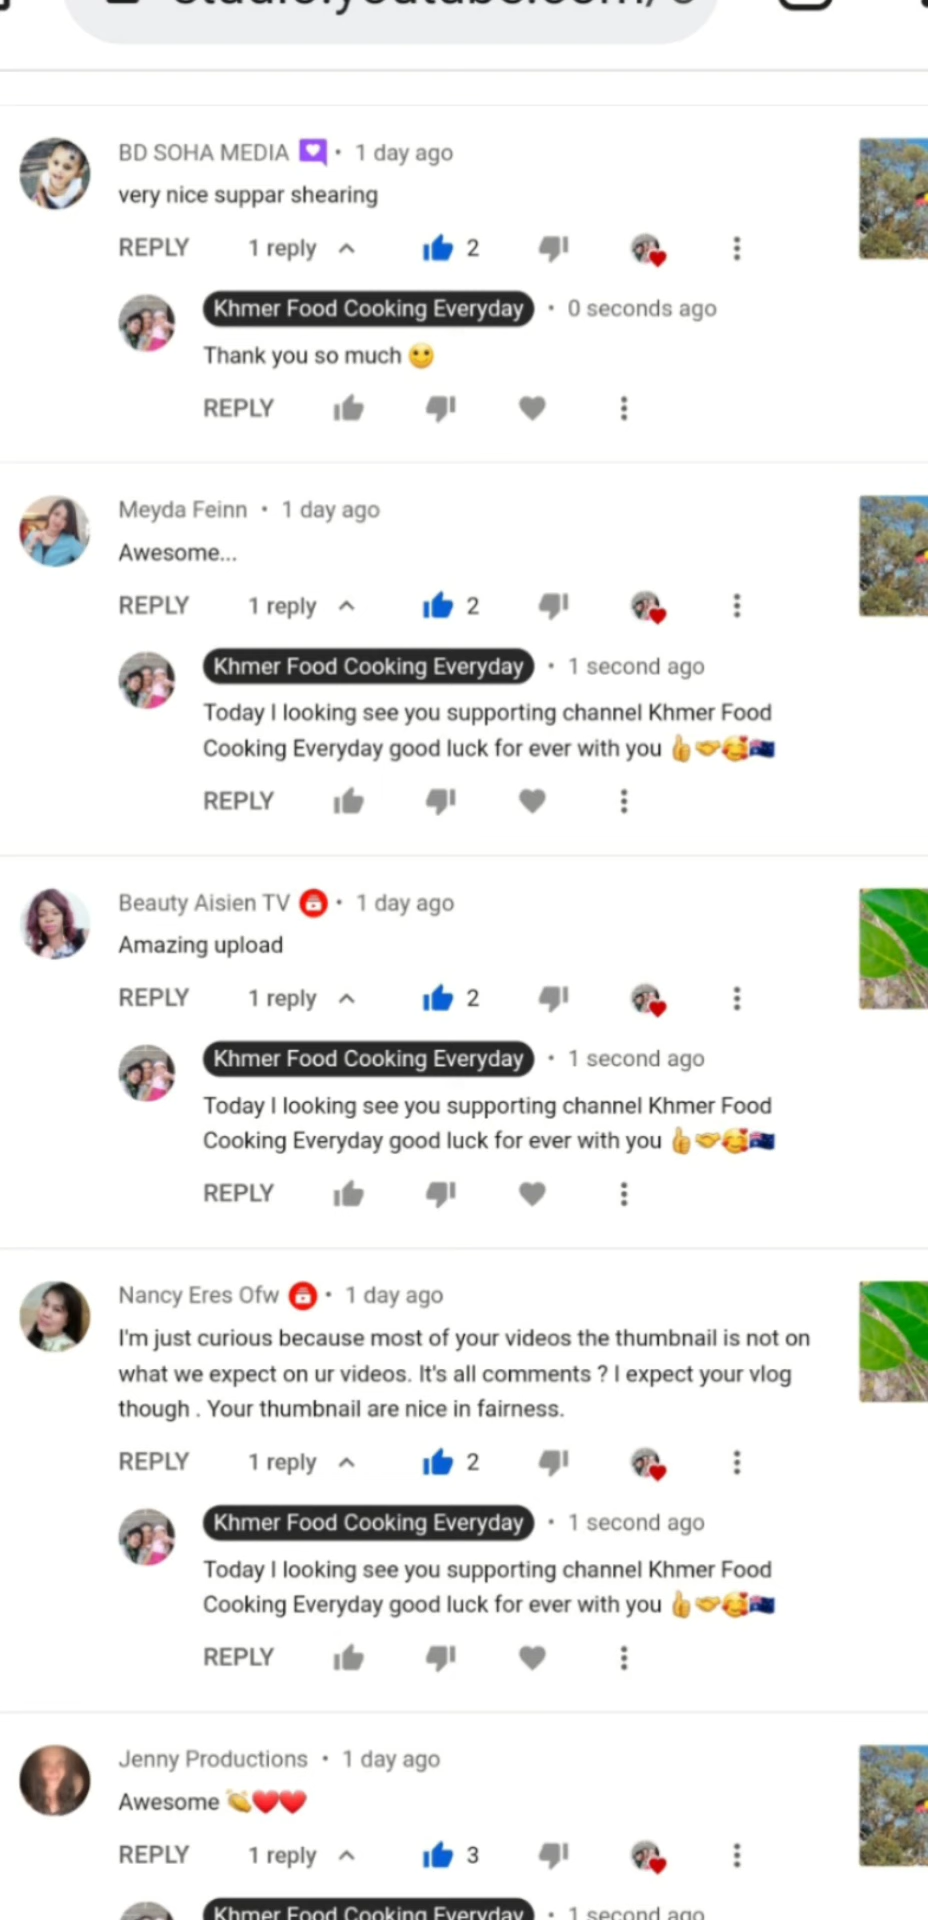 BD SOHA MEDIA • 1 day ago
very nice suppar shearing
REPLY 1 reply 2
Khmer Food Cooking Everyday • 0 seconds ago
Thank you so much 🙂
REPLY
Meyda Feinn • 1 day ago
Awesome...
REPLY 1 reply 2
Khmer Food Cooking Everyday • 1 second ago
Today I looking see you supporting channel Khmer Food
Cooking Everyday good luck for ever with you 👍🤝🥰🇦🇺
REPLY
Beauty Aisien TV • 1 day ago
Amazing upload
REPLY 1 reply 2
Khmer Food Cooking Everyday • 1 second ago
Today I looking see you supporting channel Khmer Food
Cooking Everyday good luck for ever with you 👍🤝🥰🇦🇺
REPLY
Nancy Eres Ofw • 1 day ago
I'm just curious because most of your videos the thumbnail is not on
what we expect on ur videos. It's all comments ? I expect your vlog
though . Your thumbnail are nice in fairness.
REPLY 1 reply 2
Khmer Food Cooking Everyday • 1 second ago
Today I looking see you supporting channel Khmer Food
Cooking Everyday good luck for ever with you 👍🤝🥰🇦🇺
REPLY
Jenny Productions • 1 day ago
Awesome 👏❤️❤️
REPLY 1 reply 3
Khmer Food Cooking Everyday • 1 second ago